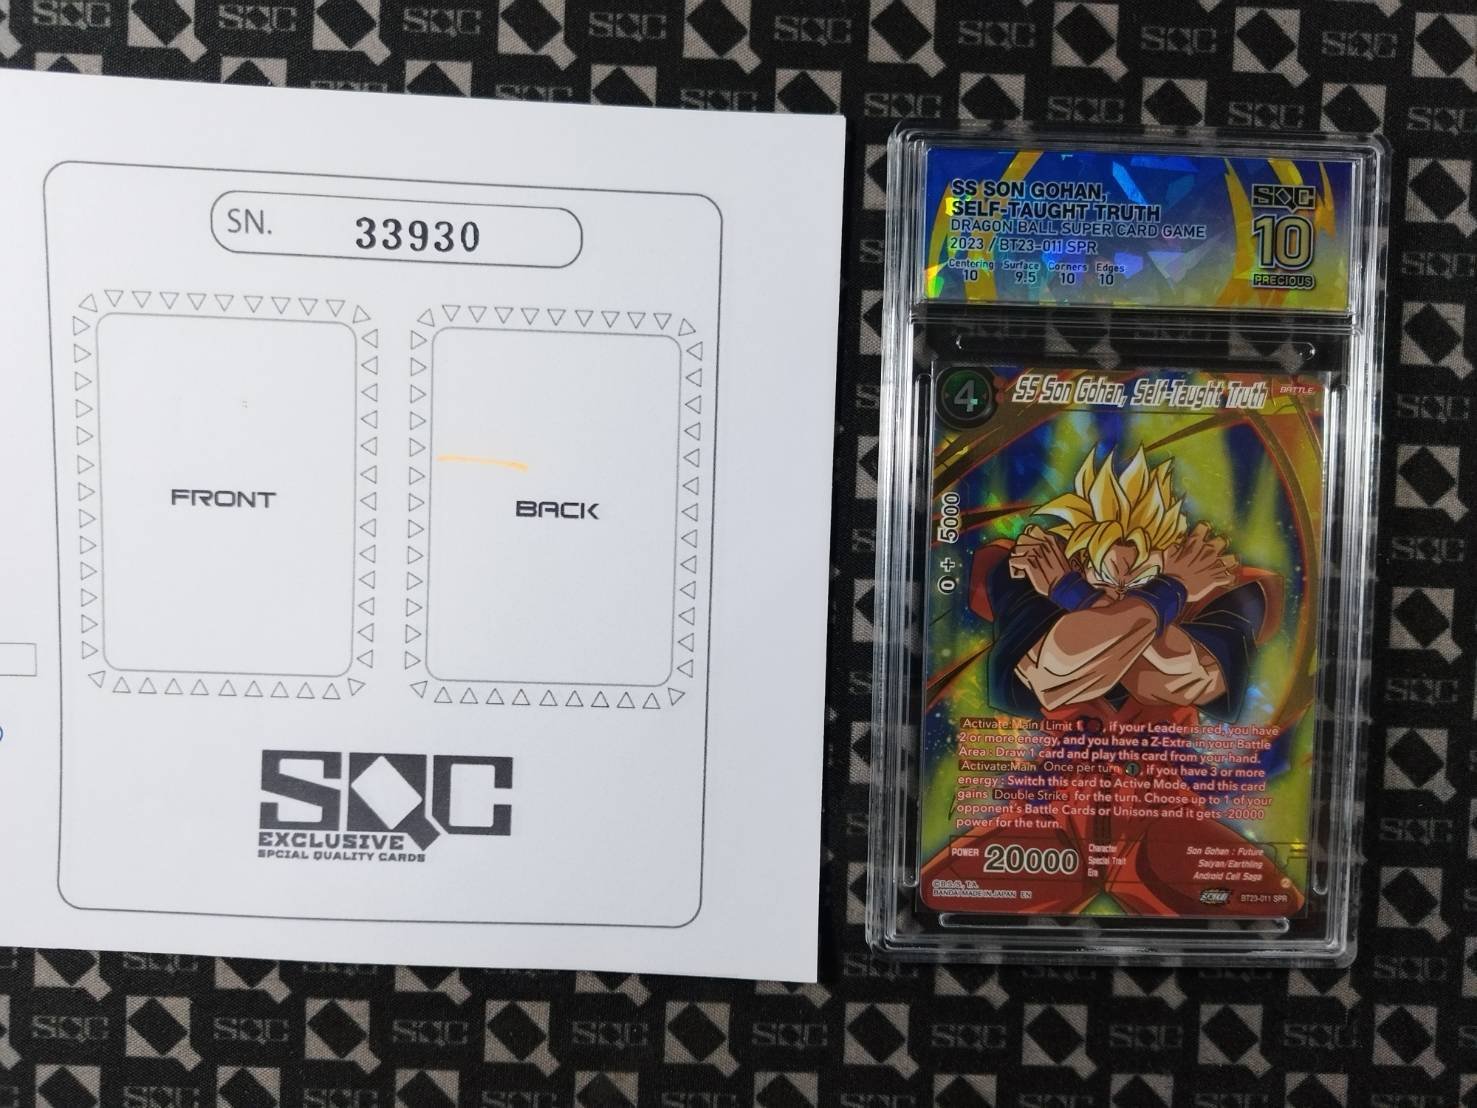 SN. 33930
FRONT
BACK
SQC
EXCLUSIVE
SPCIAL QUALITY CARDS
SS SON GOHAN,
SELF-TAUGHT TRUTH
DRAGON BALL SUPER CARD GAME
2023 / BT23-011 SPR
Centering Surface Corners Edges
10 9.5 10 10
SQC
10
PRECIOUS
4
SS Son Gohan, Self-Taught Truth
BATTLE
0 + 5000
Activate:Main Limit 1 , if your Leader is red, you have
2 or more energy, and you have a Z-Extra in your Battle
Area : Draw 1 card and play this card from your hand.
Activate:Main Once per turn 1, if you have 3 or more
energy : Switch this card to Active Mode, and this card
gains Double Strike for the turn. Choose up to 1 of your
opponent's Battle Cards or Unisons and it gets -20000
power for the turn.
POWER 20000
Character
Special Trait
Era
Son Gohan : Future
Saiyan/Earthling
Android Cell Saga
©B.S./S., T.A.
BANDAI MADE IN JAPAN EN
BT23-011 SPR